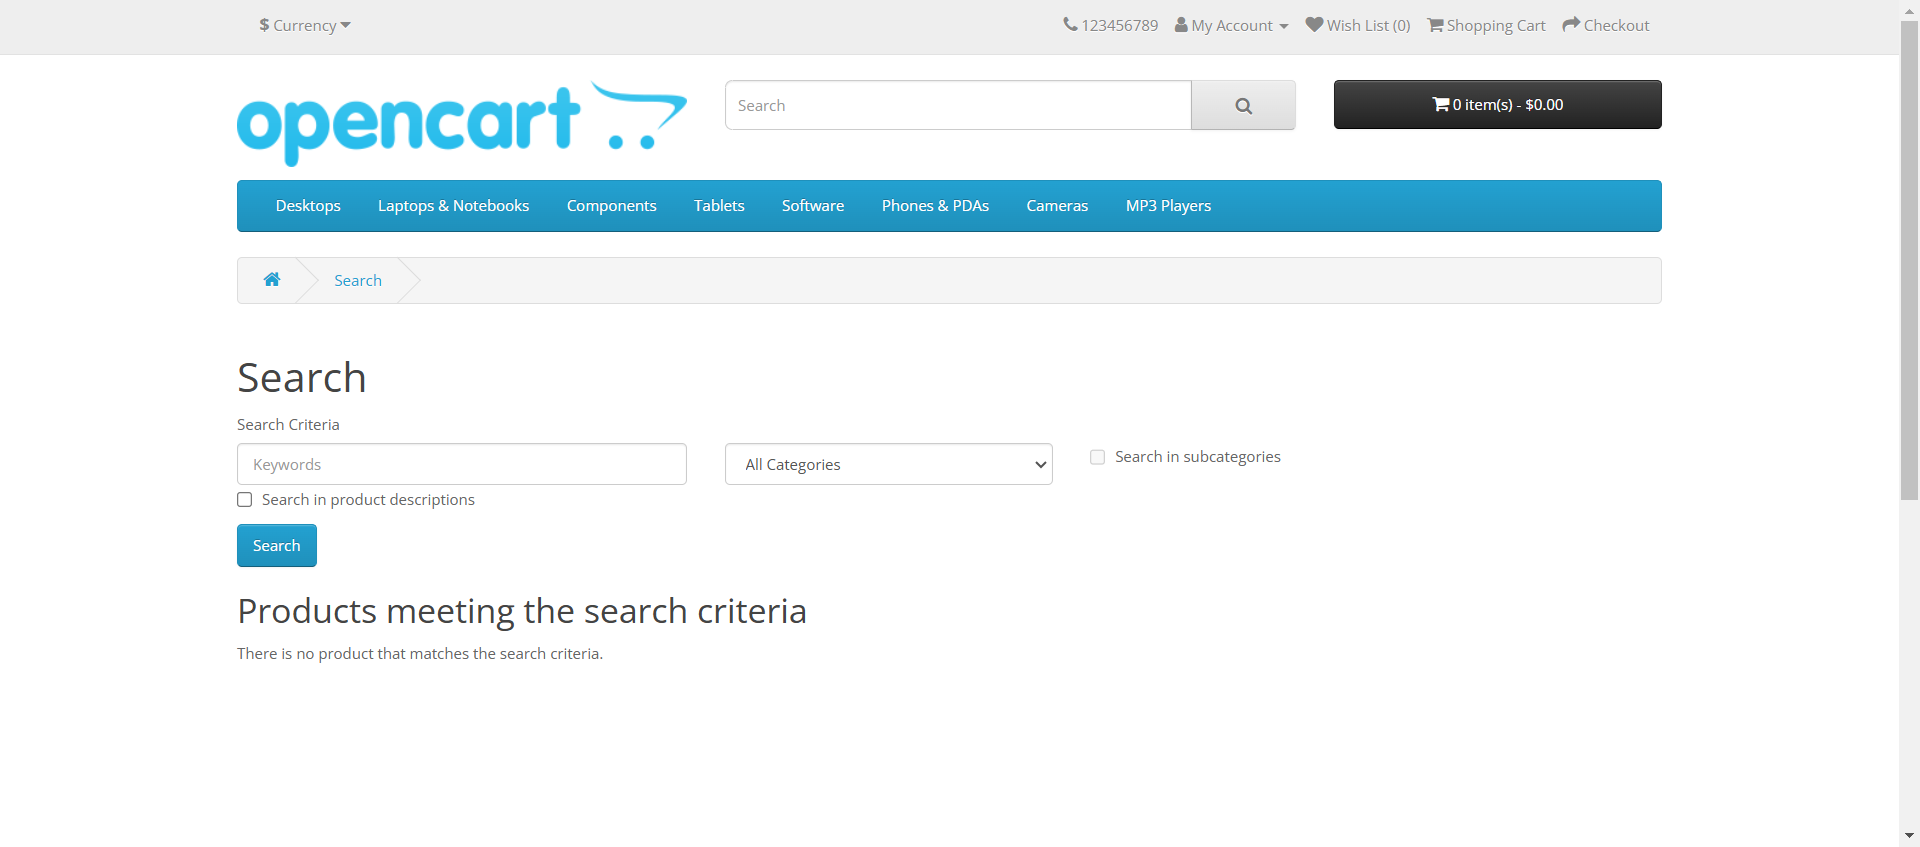 $ Currency
123456789 My Account Wish List (0) Shopping Cart Checkout
opencart
Search
0 item(s) - $0.00
Desktops Laptops & Notebooks Components Tablets Software Phones & PDAs Cameras MP3 Players
Search
Search
Search Criteria
Keywords
All Categories
Search in subcategories
Search in product descriptions
Search
Products meeting the search criteria
There is no product that matches the search criteria.